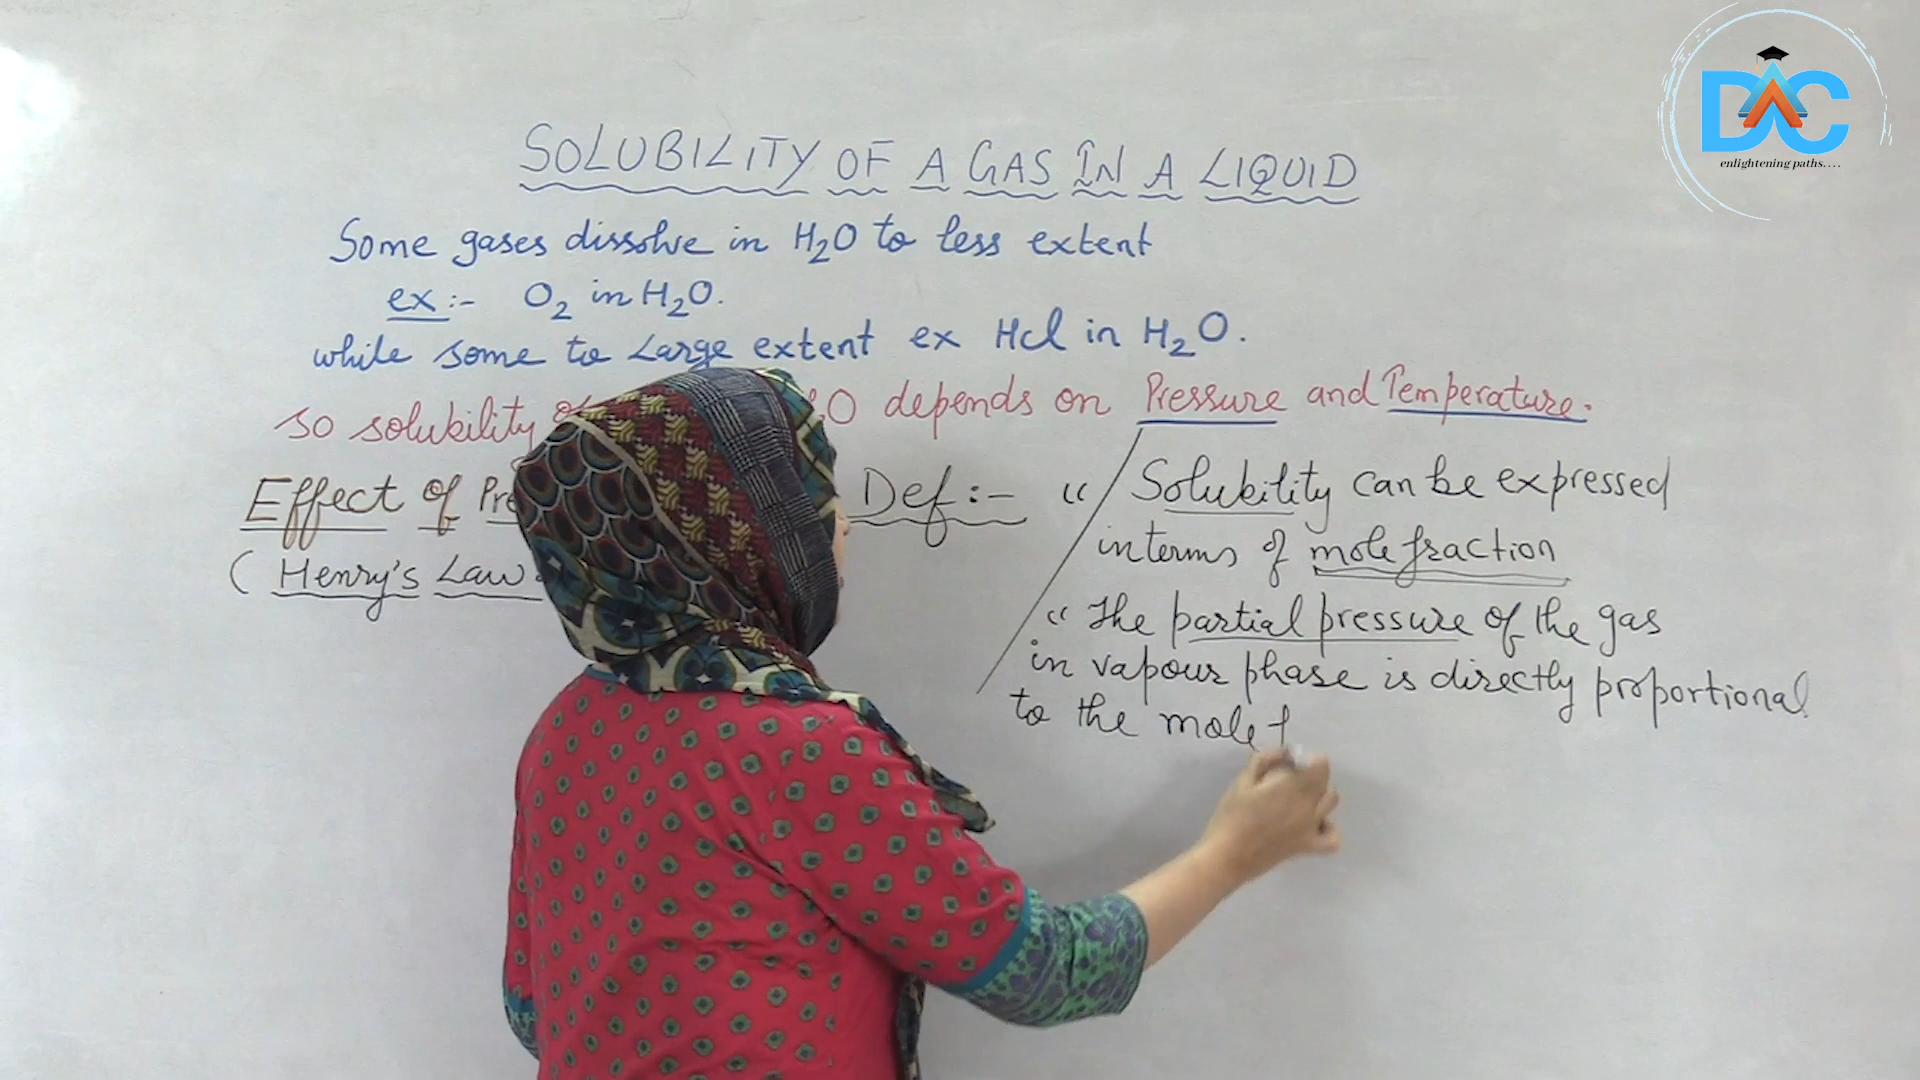 DAC
enlightening paths....
SOLUBILITY OF A GAS IN A LIQUID
Some gases dissolve in H2O to less extent
ex:- O2 in H2O.
while some to Large extent ex Hcl in H2O.
so solubility depends on Pressure and Temperature.
Effect of
(Henry's Law
Def:- "Solubility can be expressed
in terms of mole fraction
"The partial pressure of the gas
in vapour phase is directly proportional
to the mole f